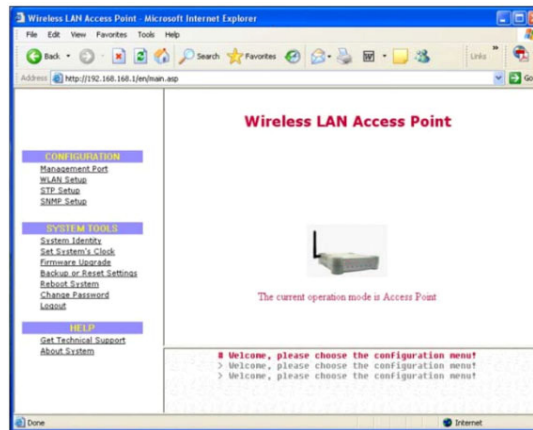 Wireless LAN Access Point - Microsoft Internet Explorer
File Edit View Favorites Tools Help
Back Search Favorites Links
Address http://192.168.168.1/en/main.asp Go
Wireless LAN Access Point
CONFIGURATION
Management Port
WLAN Setup
STP Setup
SNMP Setup
SYSTEM TOOLS
System Identity
Set System's Clock
Firmware Upgrade
Backup or Reset Settings
Reboot System
Change Password
Logout
HELP
Get Technical Support
About System
The current operation mode is Access Point
# Welcome, please choose the configuration menu!
> Welcome, please choose the configuration menu!
> Welcome, please choose the configuration menu!
Done Internet